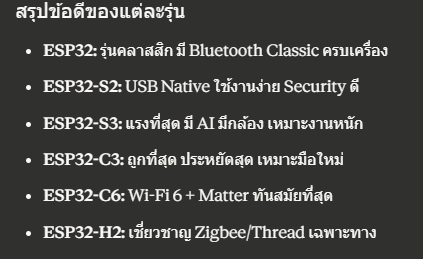 สรุปข้อดีของแต่ละรุ่น
• ESP32: รุ่นคลาสสิก มี Bluetooth Classic ครบเครื่อง
• ESP32-S2: USB Native ใช้งานง่าย Security ดี
• ESP32-S3: แรงที่สุด มี AI มีกล้อง เหมาะงานหนัก
• ESP32-C3: ถูกที่สุด ประหยัดสุด เหมาะมือใหม่
• ESP32-C6: Wi-Fi 6 + Matter ทันสมัยที่สุด
• ESP32-H2: เชี่ยวชาญ Zigbee/Thread เฉพาะทาง